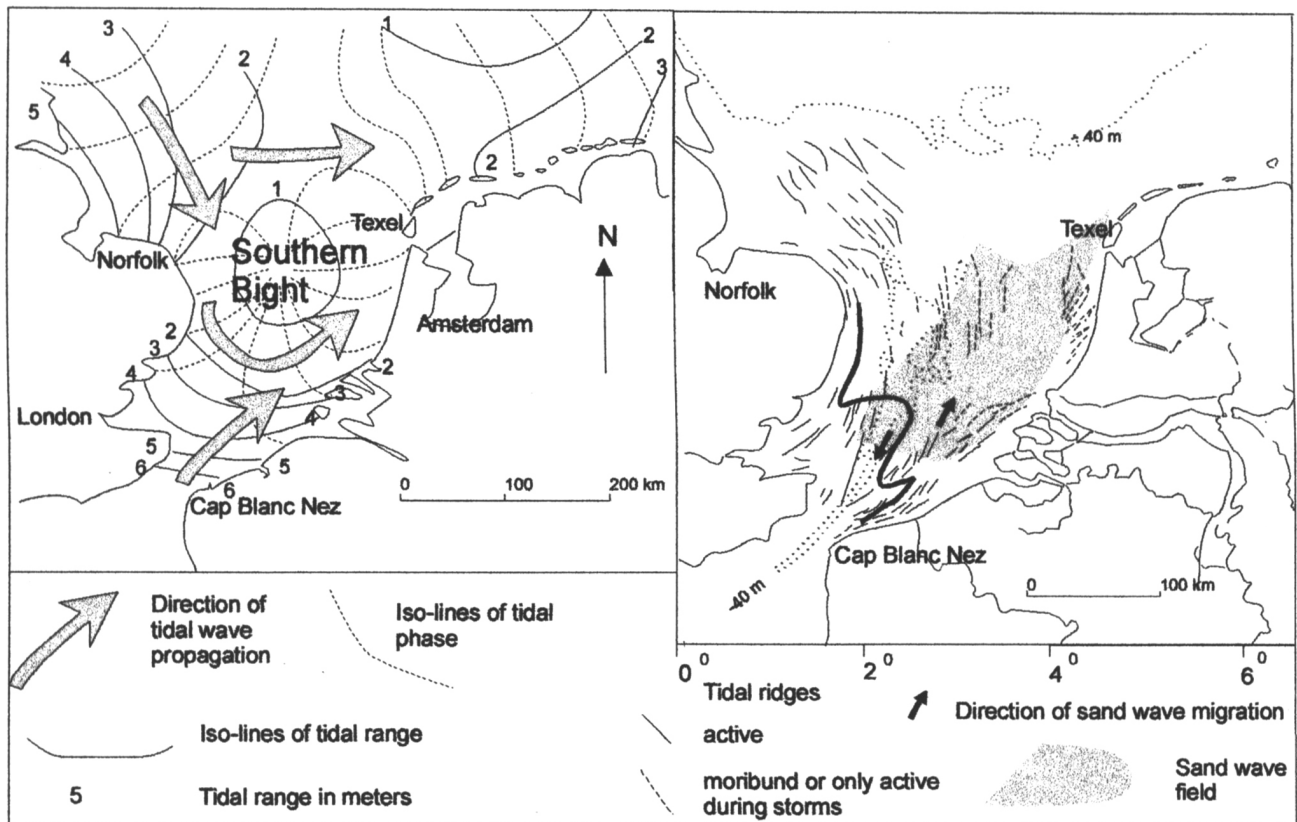 3
4
5
2
1
2
3
2
1
Texel
Norfolk
Southern
Bight
N
Amsterdam
2
3
4
2
3
4
London
5
6
5
6
Cap Blanc Nez
0 100 200 km
Direction of
tidal wave
propagation
Iso-lines of tidal
phase
Iso-lines of tidal range
5 Tidal range in meters
40 m
Texel
Norfolk
Cap Blanc Nez
-40 m
0 100 km
0° 2° 4° 6°
Tidal ridges
active
moribund or only active
during storms
Direction of sand wave migration
Sand wave
field